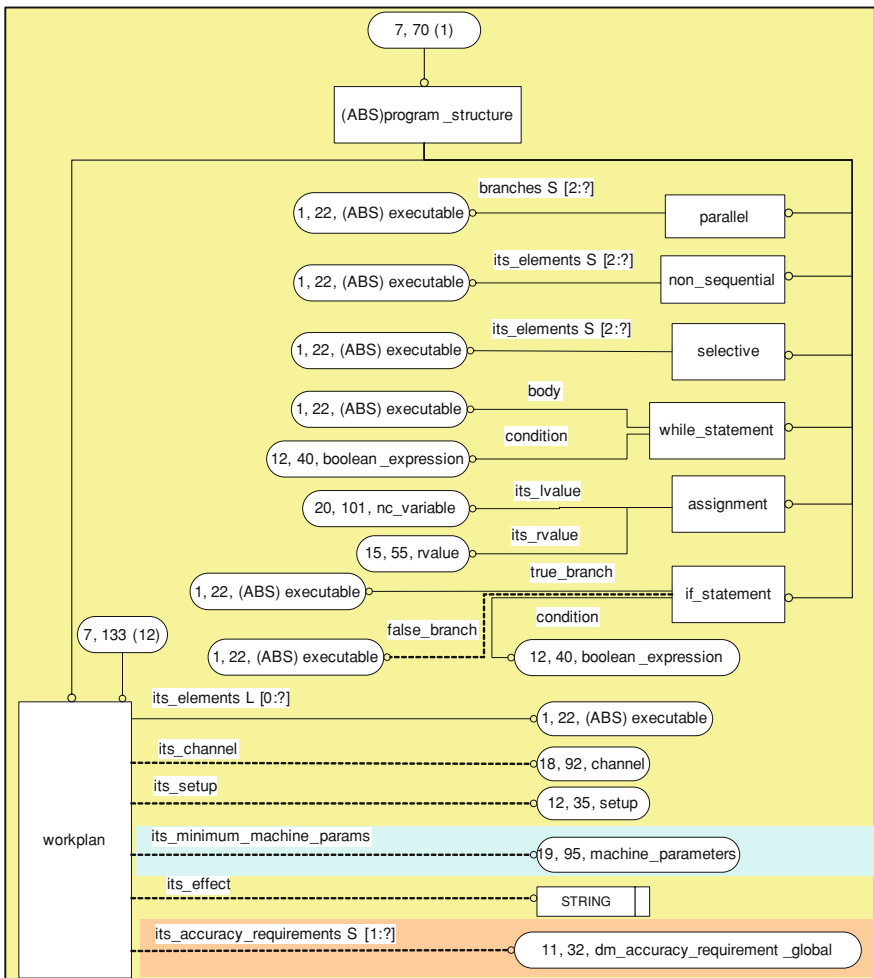 7, 70 (1)
(ABS)program _structure
branches S [2:?]
1, 22, (ABS) executable
parallel
its_elements S [2:?]
1, 22, (ABS) executable
non_sequential
its_elements S [2:?]
1, 22, (ABS) executable
selective
body
1, 22, (ABS) executable
while_statement
condition
12, 40, boolean _expression
its_lvalue
20, 101, nc_variable
assignment
its_rvalue
15, 55, rvalue
true_branch
1, 22, (ABS) executable
if_statement
condition
false_branch
7, 133 (12)
1, 22, (ABS) executable
12, 40, boolean _expression
its_elements L [0:?]
1, 22, (ABS) executable
its_channel
18, 92, channel
its_setup
12, 35, setup
workplan
its_minimum_machine_params
19, 95, machine_parameters
its_effect
STRING
its_accuracy_requirements S [1:?]
11, 32, dm_accuracy_requirement _global